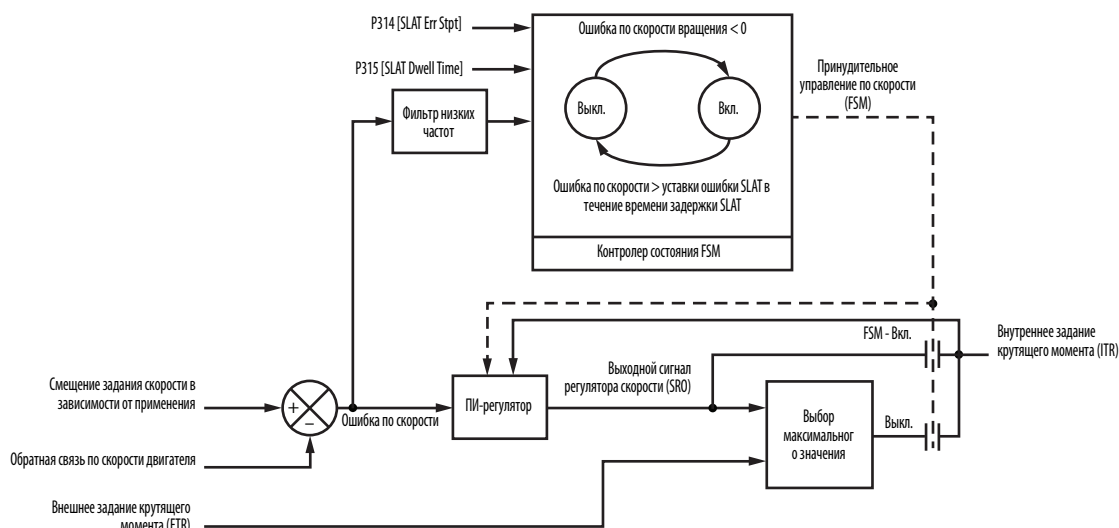 P314 [SLAT Err Stpt]
P315 [SLAT Dwell Time]
Фильтр низких
частот
Ошибка по скорости вращения < 0
Выкл.
Вкл.
Ошибка по скорости > уставки ошибки SLAT в
течение времени задержки SLAT
Контролер состояния FSM
Принудительное
управление по скорости
(FSM)
FSM - Вкл.
Внутреннее задание
крутящего момента (ITR)
Смещение задания скорости в
зависимости от применения
+
–
Ошибка по скорости
ПИ-регулятор
Выходной сигнал
регулятора скорости (SRO)
Выбор
максимальног
о значения
Выкл.
Обратная связь по скорости двигателя
Внешнее задание крутящего
момента (ETR)